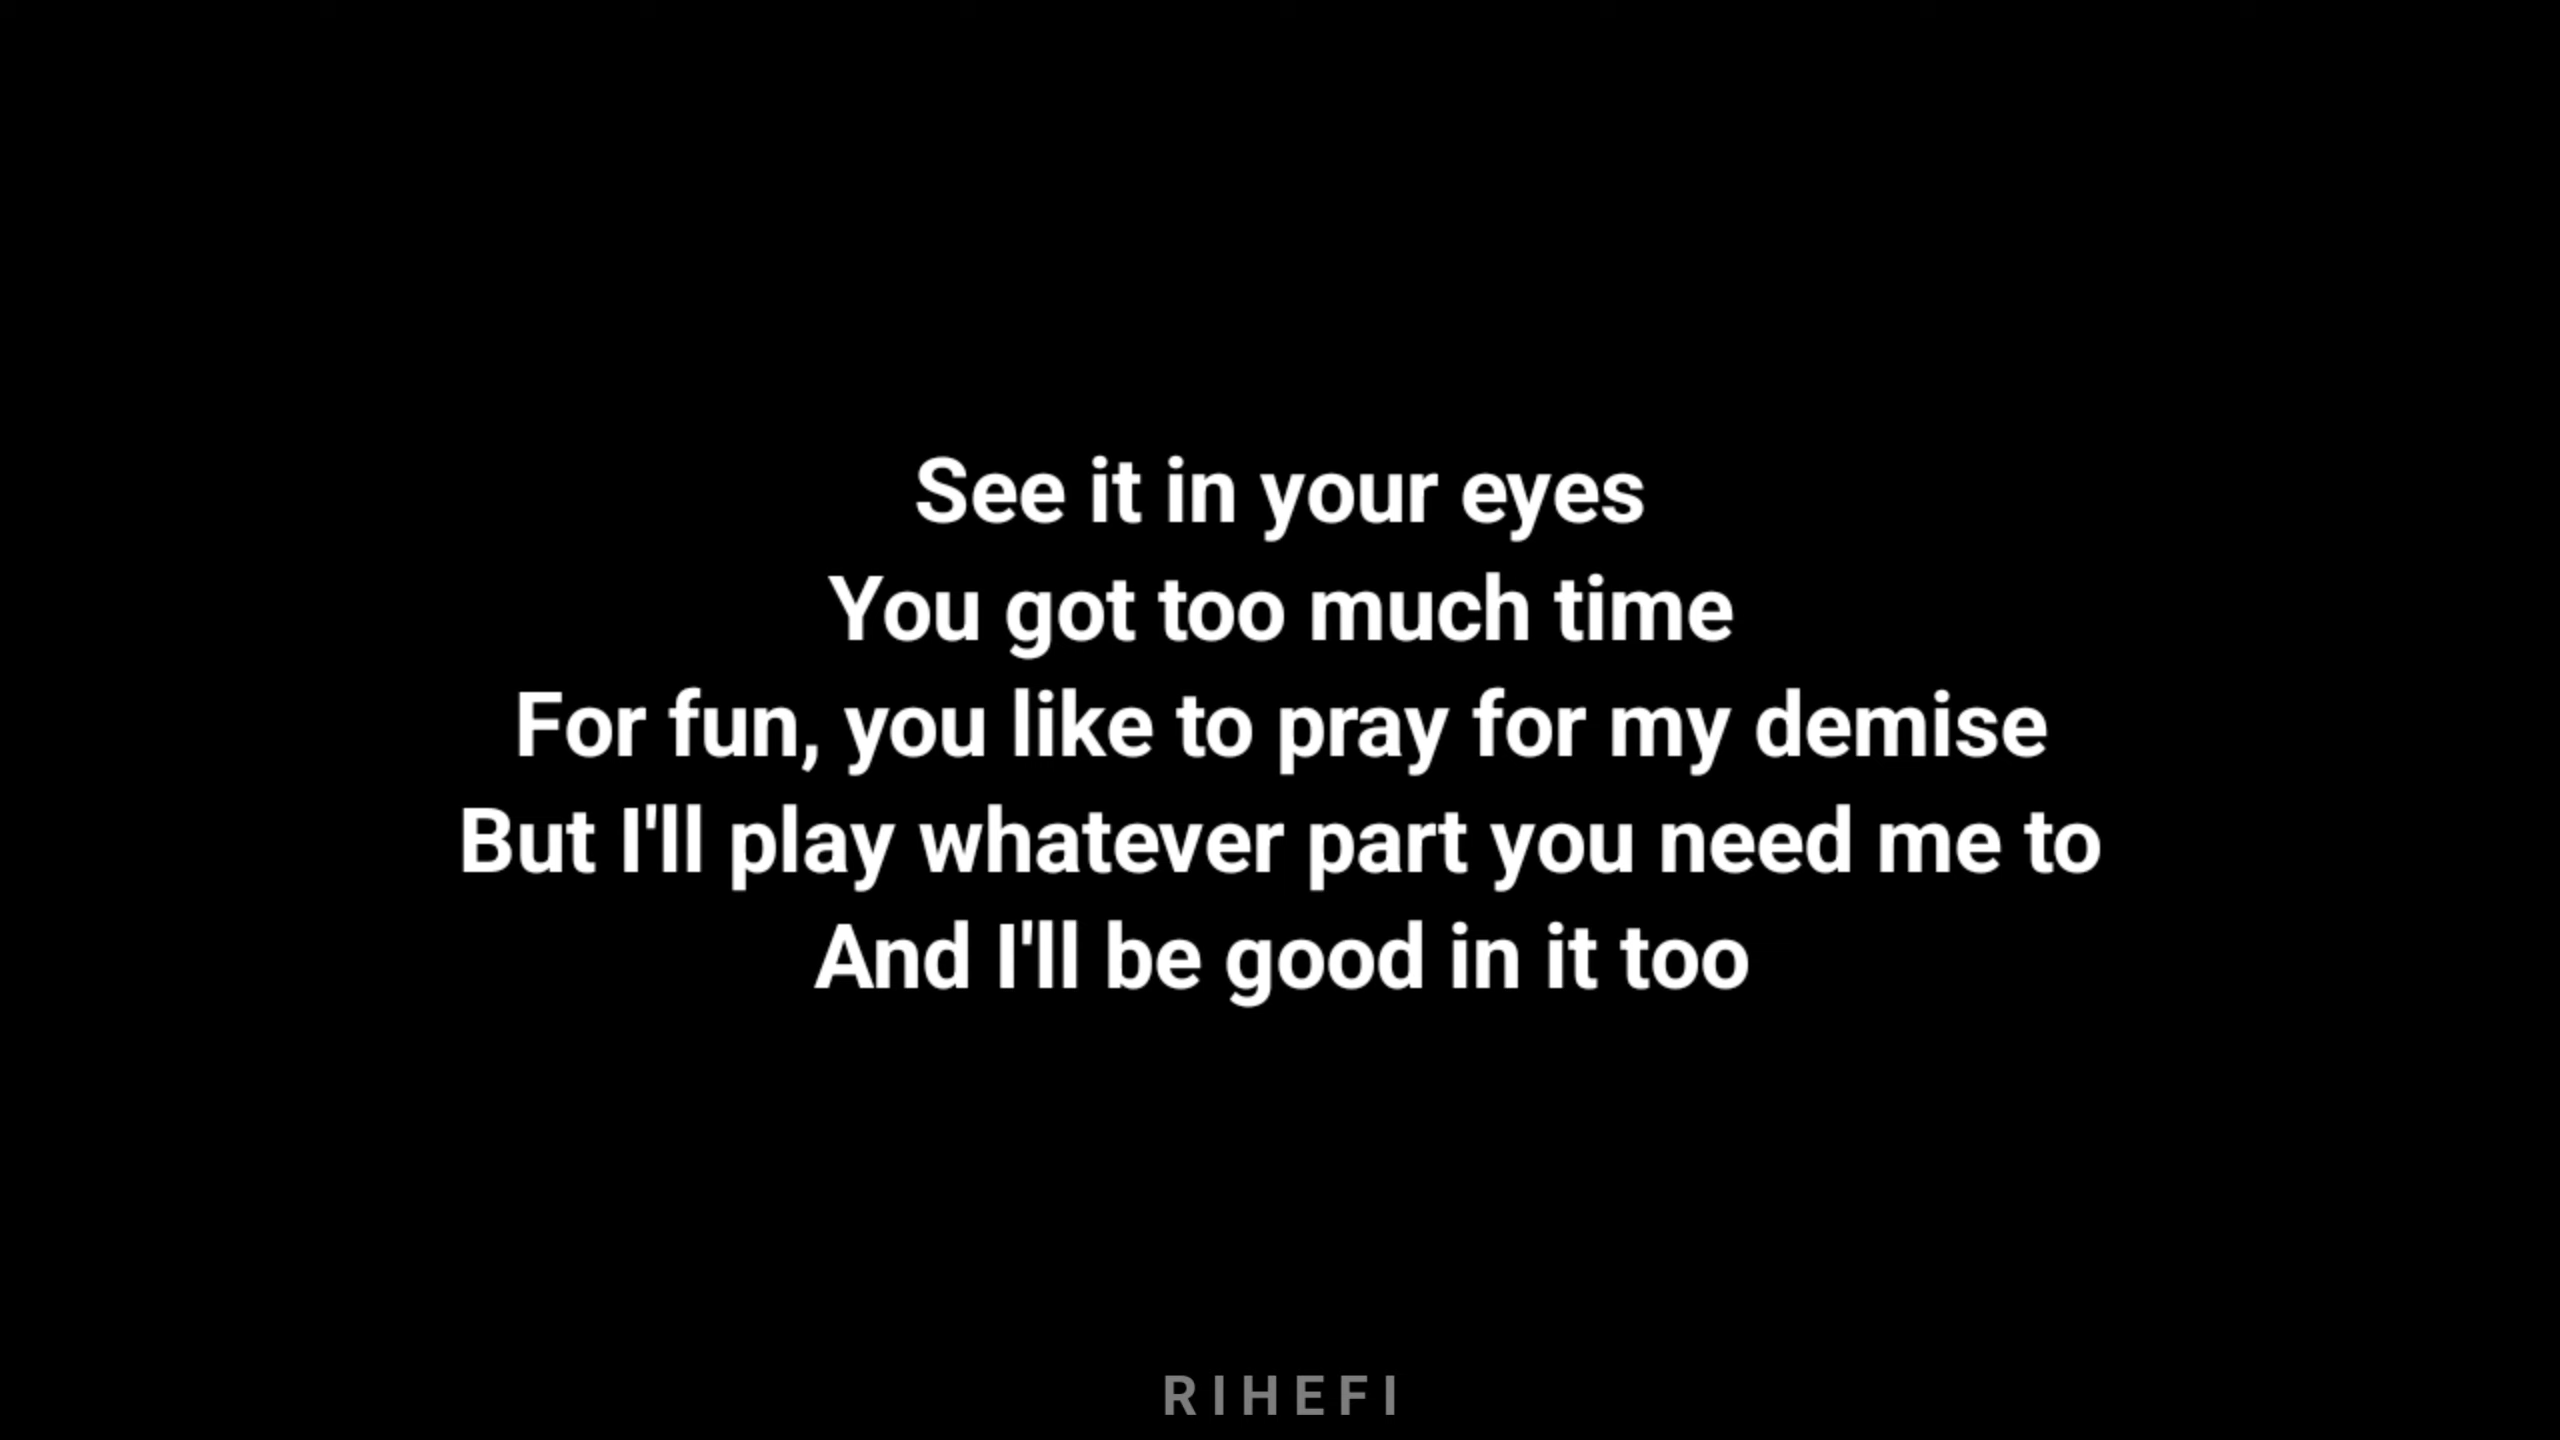 See it in your eyes
You got too much time
For fun, you like to pray for my demise
But I'll play whatever part you need me to
And I'll be good in it too
RIHEFI